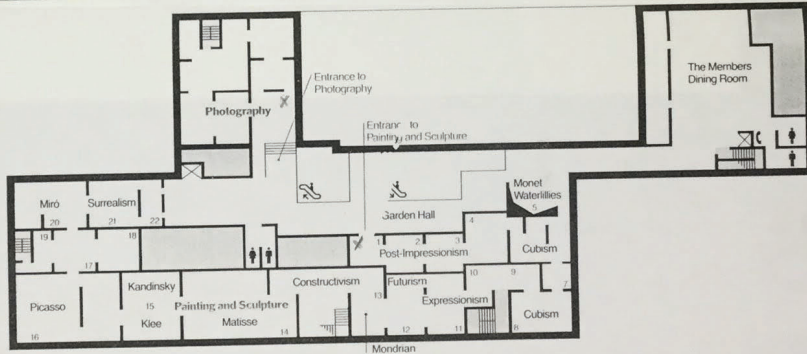 The Members
Dining Room
Entrance to
Photography
Photography
Entranc to
Painting and Sculpture
Garden Hall
Monet
Waterlillies
5
Miró
20
Surrealism
21
22
19
18
17
1
2
3
4
Post-Impressionism
Cubism
7
Picasso
16
Kandinsky
15
Klee
Painting and Sculpture
Matisse
14
Constructivism
13
Futurism
12
Expressionism
11
10
9
Cubism
8
Mondrian